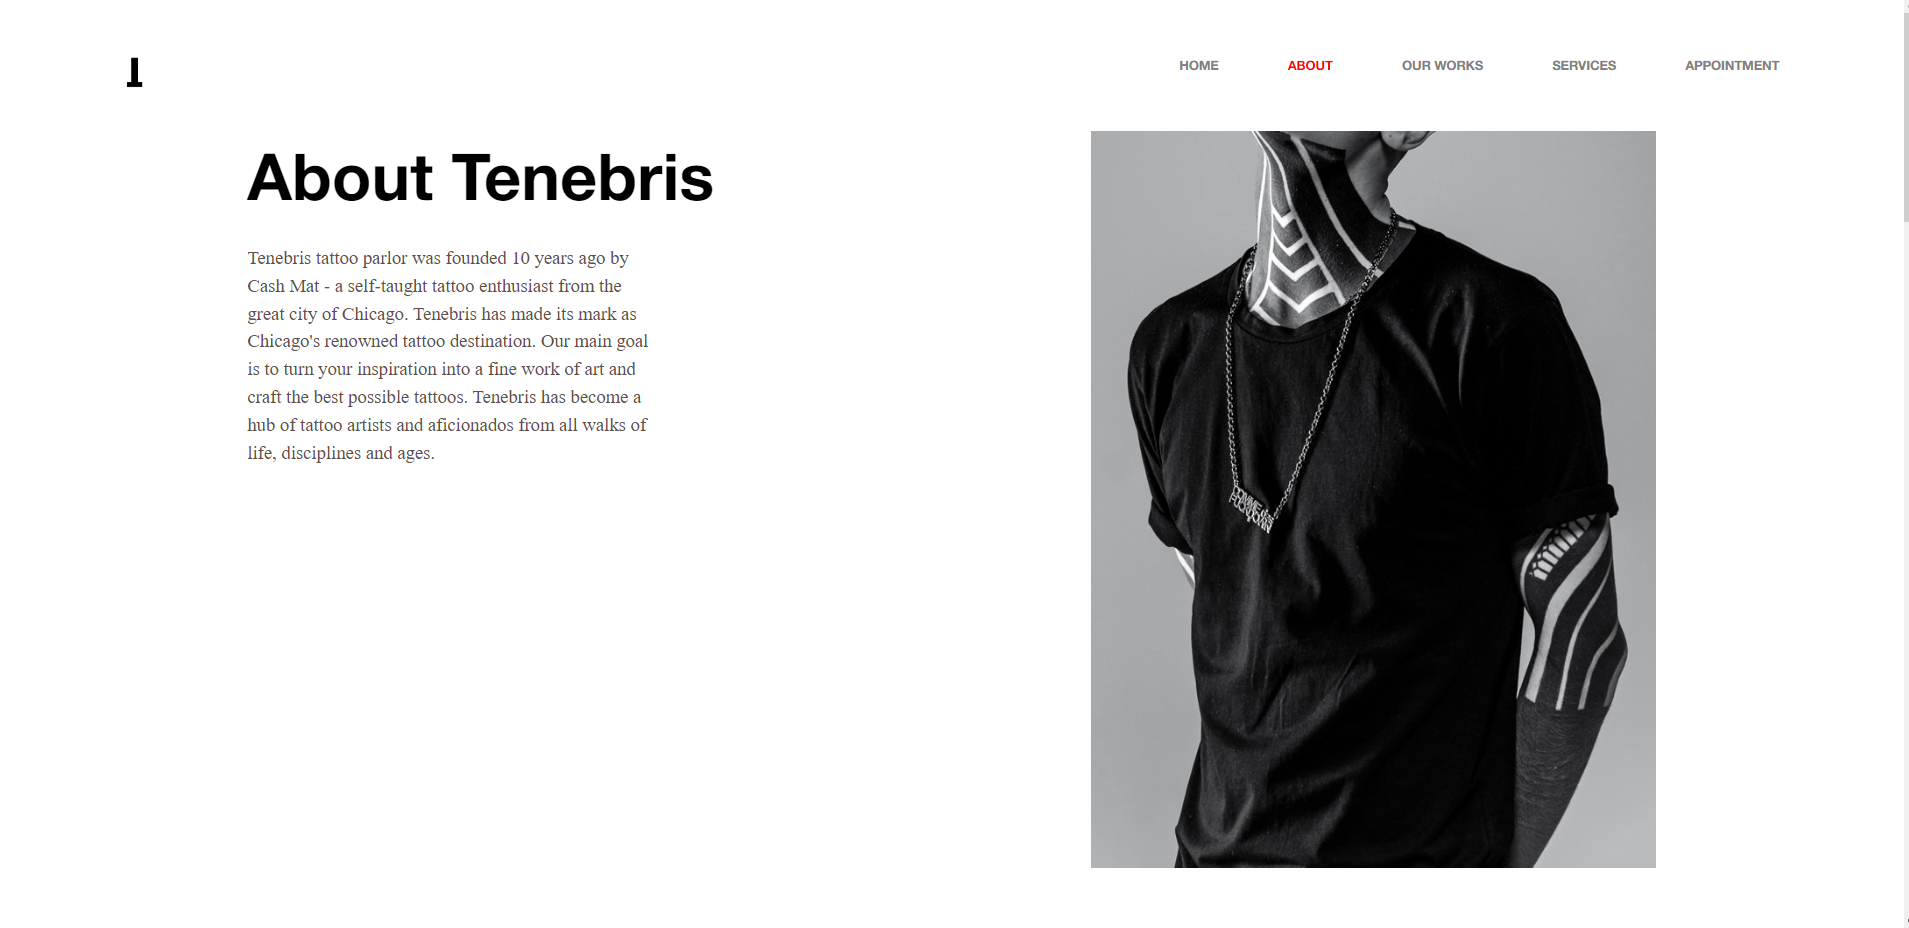 HOME
ABOUT
OUR WORKS
SERVICES
APPOINTMENT
About Tenebris
Tenebris tattoo parlor was founded 10 years ago by
Cash Mat - a self-taught tattoo enthusiast from the
great city of Chicago. Tenebris has made its mark as
Chicago's renowned tattoo destination. Our main goal
is to turn your inspiration into a fine work of art and
craft the best possible tattoos. Tenebris has become a
hub of tattoo artists and aficionados from all walks of
life, disciplines and ages.
COMME des
FUCKDOWN